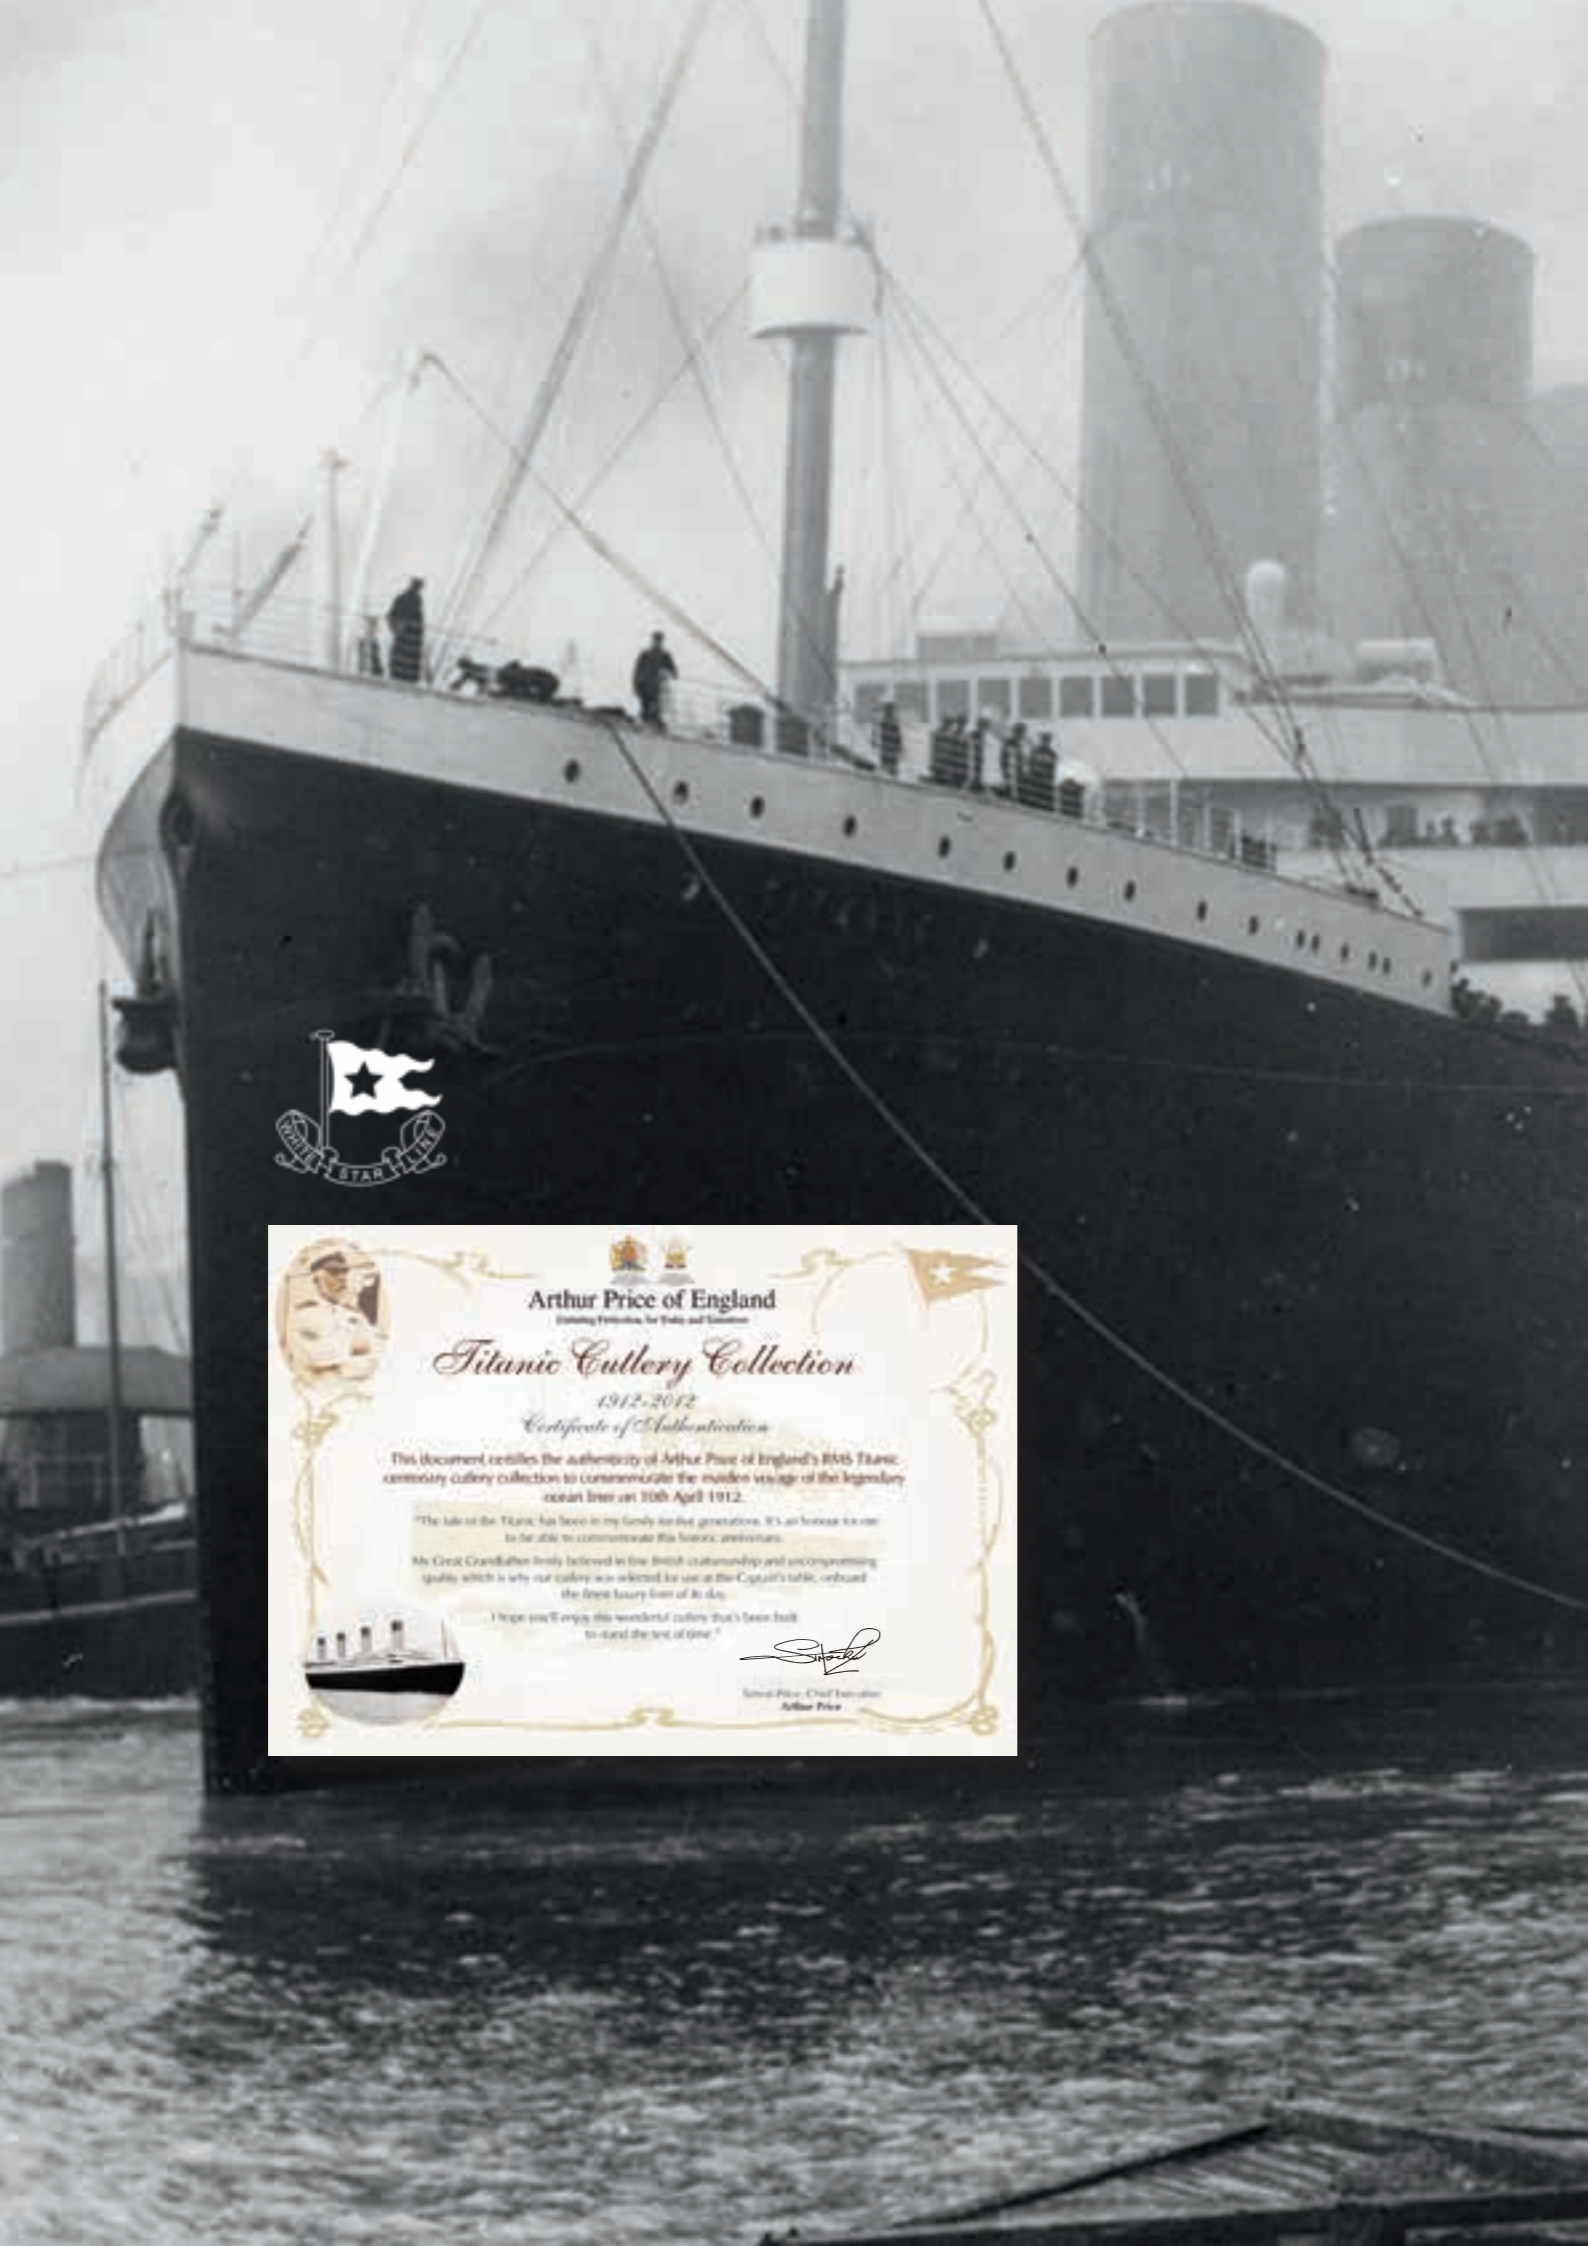 WHITE STAR LINE
Arthur Price of England
Titanic Cutlery Collection
1912-2012
Certificate of Authentication
This document certifies the authenticity of Arthur Price of England's RMS Titanic
centenary cutlery collection to commemorate the maiden voyage of the legendary
ocean liner on 10th April 1912.
"The tale of the Titanic has been in my family for five generations. It's an honour for me
to be able to commemorate this historic anniversary.
My Great Grandfather firmly believed in fine British craftsmanship and uncompromising
quality which is why our cutlery was selected for use at the Captain's table, onboard
the finest luxury liner of its day.
I hope you'll enjoy this wonderful cutlery that's been built
to stand the test of time."
Price, Chief Executive
Arthur Price